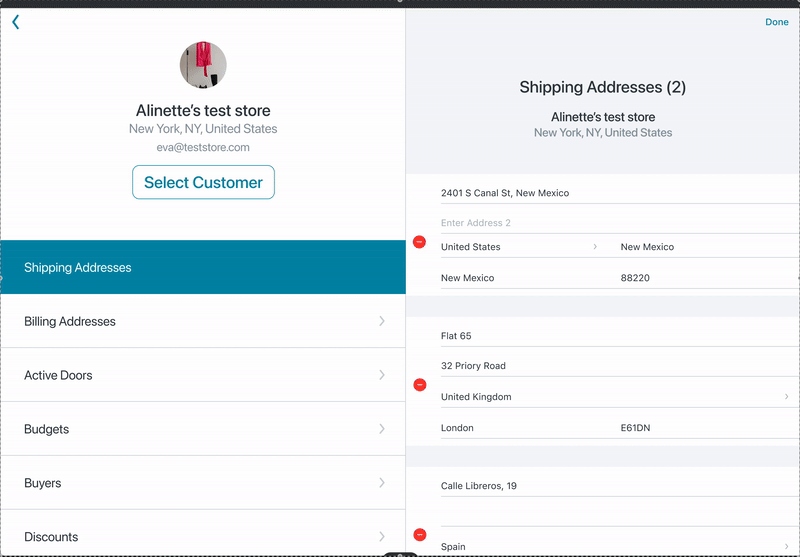 Alinette's test store
New York, NY, United States
eva@teststore.com
Select Customer
Shipping Addresses
Billing Addresses
Active Doors
Budgets
Buyers
Discounts
Done
Shipping Addresses (2)
Alinette's test store
New York, NY, United States
2401 S Canal St, New Mexico
Enter Address 2
United States
New Mexico
New Mexico
88220
Flat 65
32 Priory Road
United Kingdom
London
E61DN
Calle Libreros, 19
Spain